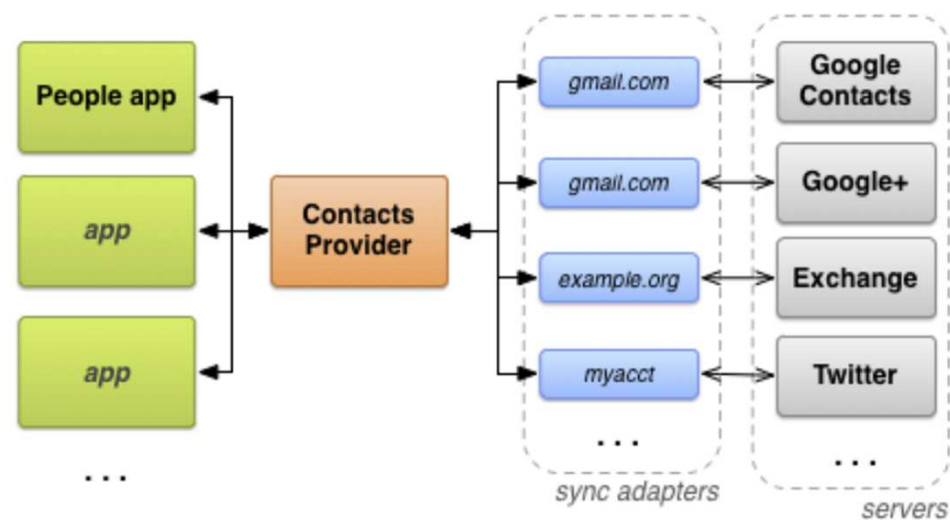 People app
app
app
...
Contacts
Provider
gmail.com
gmail.com
example.org
myacct
...
sync adapters
Google
Contacts
Google+
Exchange
Twitter
...
servers